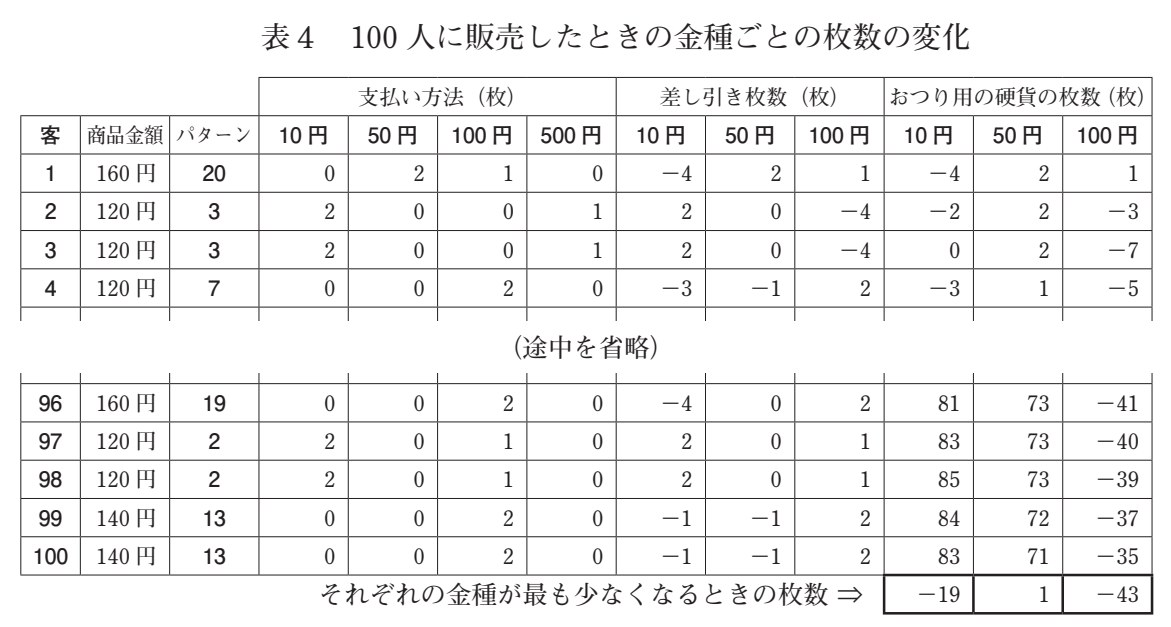 表4 100人に販売したときの金種ごとの枚数の変化
支払い方法（枚） 差し引き枚数（枚） おつり用の硬貨の枚数（枚）
客 商品金額 パターン 10円 50円 100円 500円 10円 50円 100円 10円 50円 100円
1 160円 20 0 2 1 0 −4 2 1 −4 2 1
2 120円 3 2 0 0 1 2 0 −4 −2 2 −3
3 120円 3 2 0 0 1 2 0 −4 0 2 −7
4 120円 7 0 0 2 0 −3 −1 2 −3 1 −5
（途中を省略）
96 160円 19 0 0 2 0 −4 0 2 81 73 −41
97 120円 2 2 0 1 0 2 0 1 83 73 −40
98 120円 2 2 0 1 0 2 0 1 85 73 −39
99 140円 13 0 0 2 0 −1 −1 2 84 72 −37
100 140円 13 0 0 2 0 −1 −1 2 83 71 −35
それぞれの金種が最も少なくなるときの枚数 ⇒ −19 1 −43